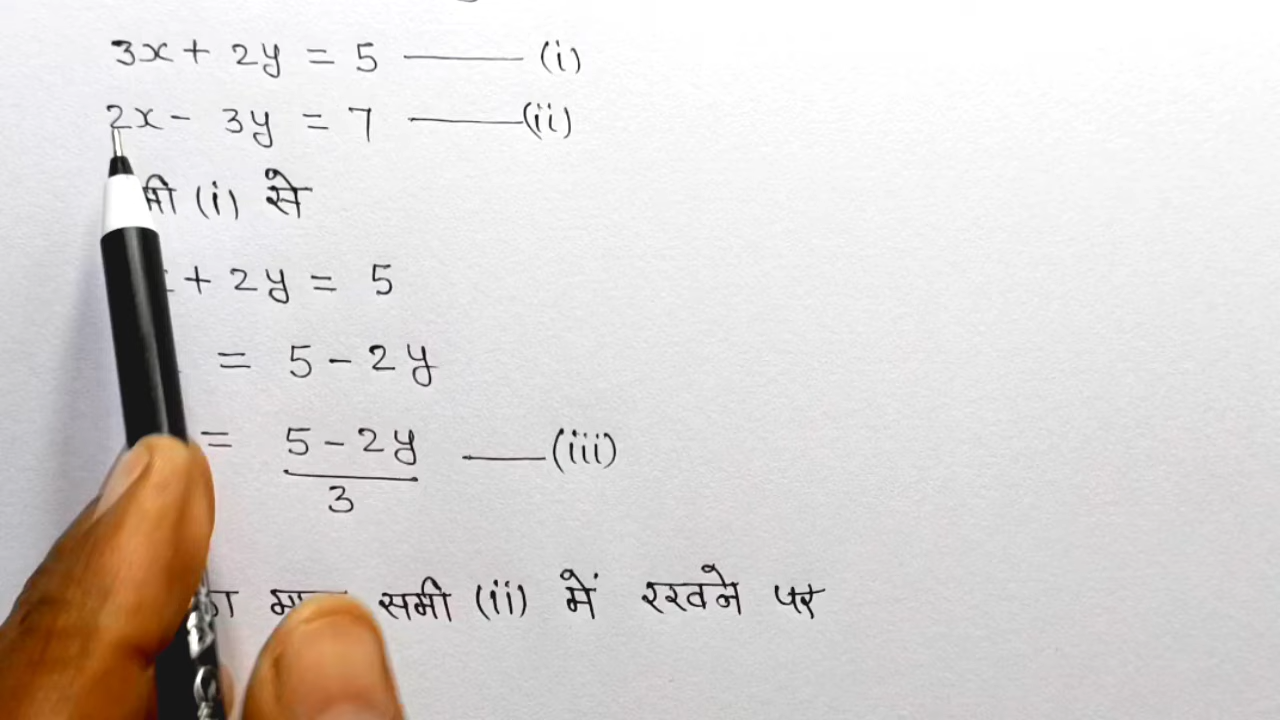 3x + 2y = 5 ——— (i)
2x - 3y = 7 ——— (ii)
(i) से
+ 2y = 5
= 5 - 2y
= 5 - 2y / 3 —— (iii)
समी (ii) में रखने पर